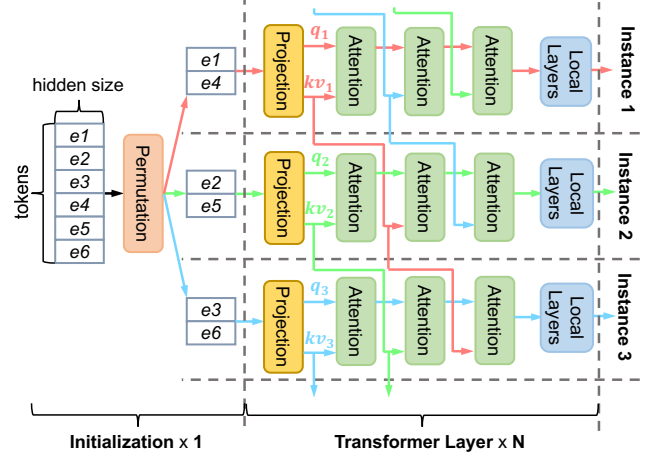 hidden size
tokens
e1
e2
e3
e4
e5
e6
Permutation
e1
e4
Projection
q1
kv1
Attention
Attention
Attention
Local
Layers
Instance 1
e2
e5
Projection
q2
kv2
Attention
Attention
Attention
Local
Layers
Instance 2
e3
e6
Projection
q3
kv3
Attention
Attention
Attention
Local
Layers
Instance 3
Initialization x 1
Transformer Layer x N